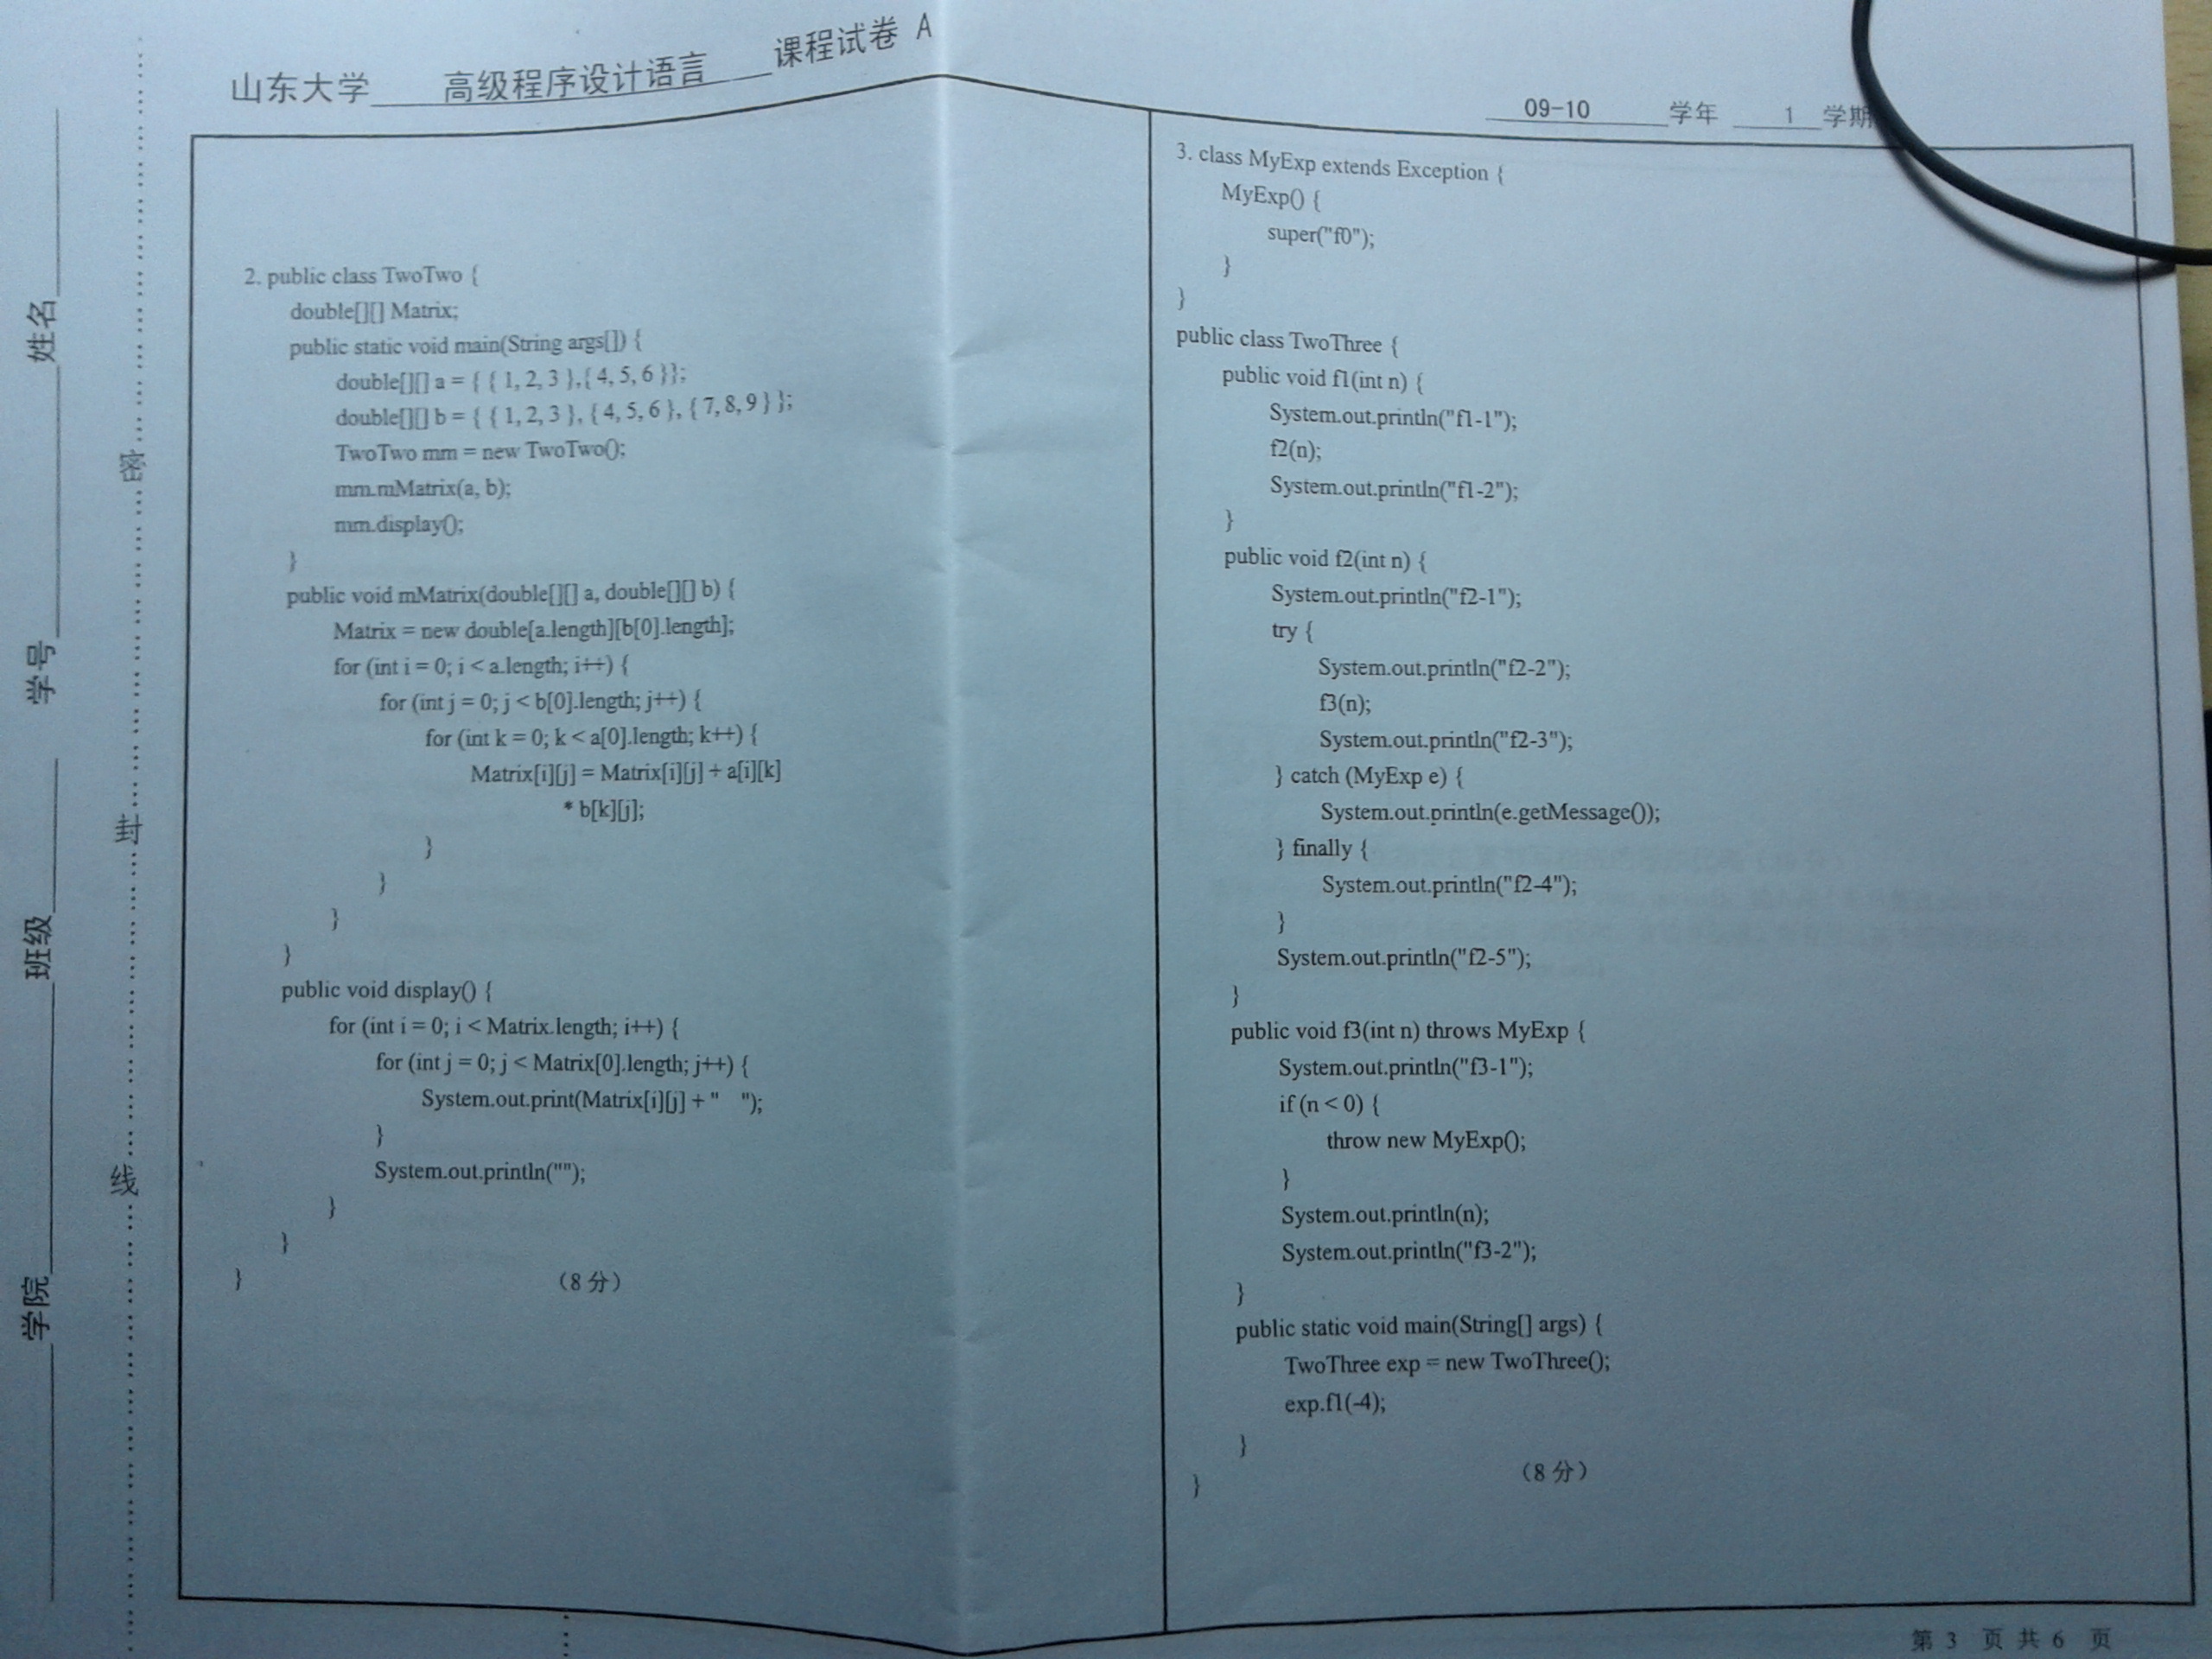 山东大学 高级程序设计语言 课程试卷 A
09-10 学年 1 学期
姓名
学号
班级
学院
密
封
线
2. public class TwoTwo {
double[][] Matrix;
public static void main(String args[]) {
double[][] a = { { 1, 2, 3 },{ 4, 5, 6 }};
double[][] b = { { 1, 2, 3 }, { 4, 5, 6 }, { 7, 8, 9 } };
TwoTwo mm = new TwoTwo();
mm.mMatrix(a, b);
mm.display();
}
public void mMatrix(double[][] a, double[][] b) {
Matrix = new double[a.length][b[0].length];
for (int i = 0; i < a.length; i++) {
for (int j = 0; j < b[0].length; j++) {
for (int k = 0; k < a[0].length; k++) {
Matrix[i][j] = Matrix[i][j] + a[i][k]
* b[k][j];
}
}
}
}
public void display() {
for (int i = 0; i < Matrix.length; i++) {
for (int j = 0; j < Matrix[0].length; j++) {
System.out.print(Matrix[i][j] + "   ");
}
System.out.println("");
}
}
} （8 分）
3. class MyExp extends Exception {
MyExp() {
super("f0");
}
}
public class TwoThree {
public void f1(int n) {
System.out.println("f1-1");
f2(n);
System.out.println("f1-2");
}
public void f2(int n) {
System.out.println("f2-1");
try {
System.out.println("f2-2");
f3(n);
System.out.println("f2-3");
} catch (MyExp e) {
System.out.println(e.getMessage());
} finally {
System.out.println("f2-4");
}
System.out.println("f2-5");
}
public void f3(int n) throws MyExp {
System.out.println("f3-1");
if (n < 0) {
throw new MyExp();
}
System.out.println(n);
System.out.println("f3-2");
}
public static void main(String[] args) {
TwoThree exp = new TwoThree();
exp.f1(-4);
}
（8 分）
}
第 3 页 共 6 页